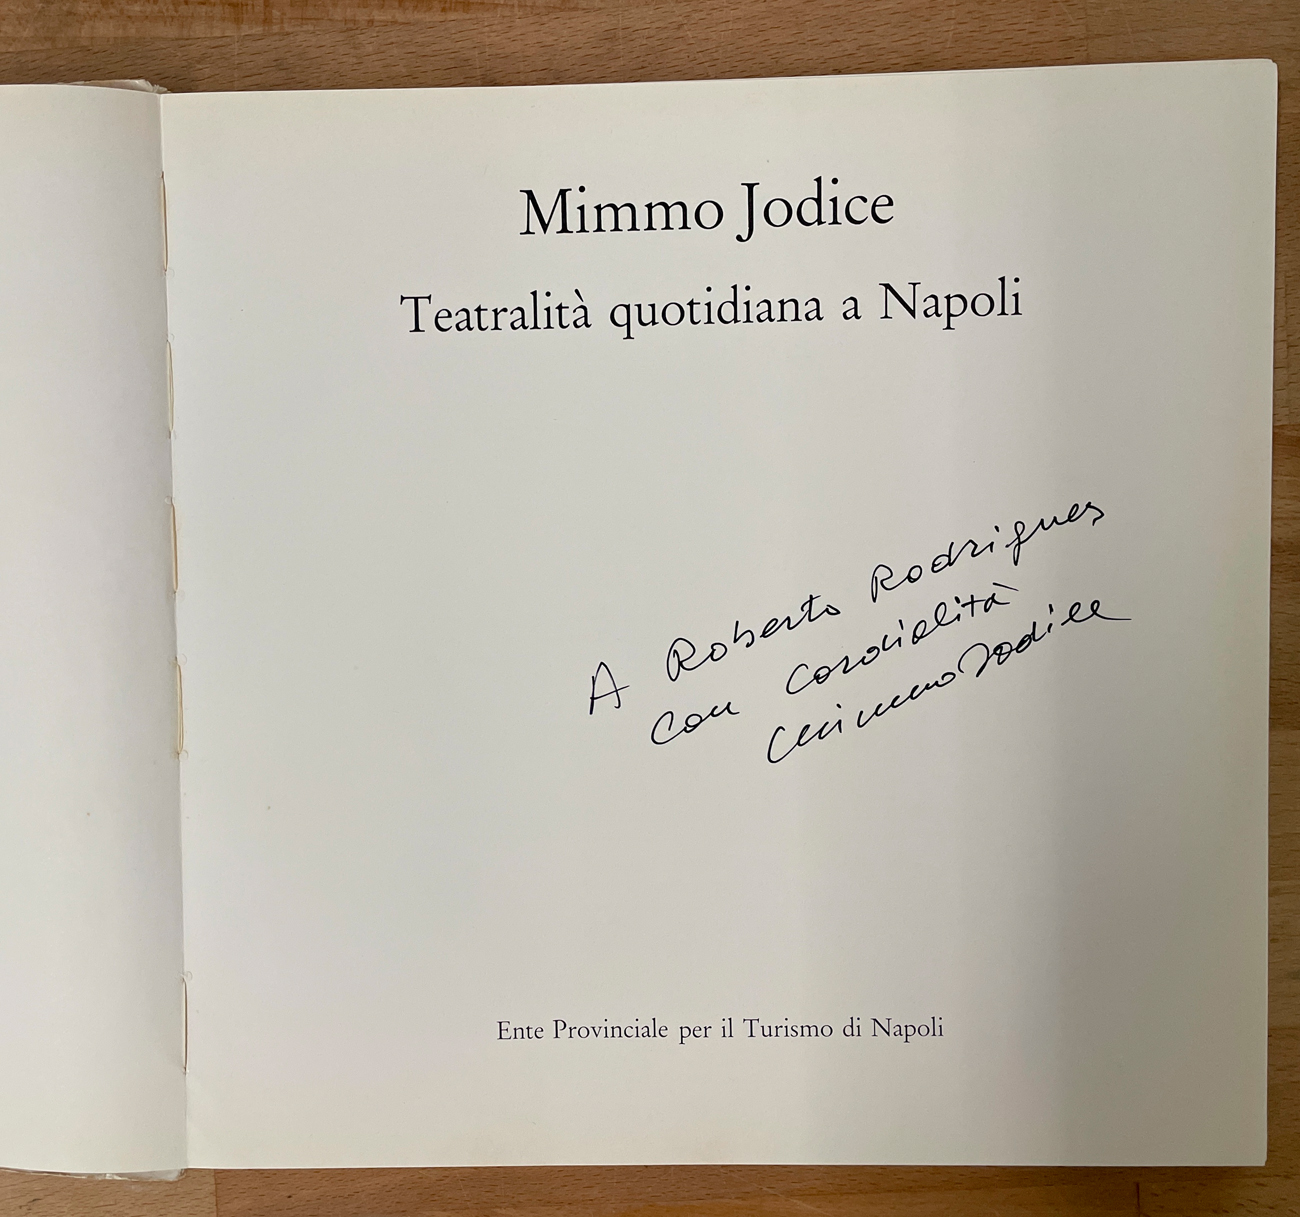 Mimmo Jodice
Teatralità quotidiana a Napoli
A Roberto Rodrigues
con cordialità
Mimmo Jodice
Ente Provinciale per il Turismo di Napoli